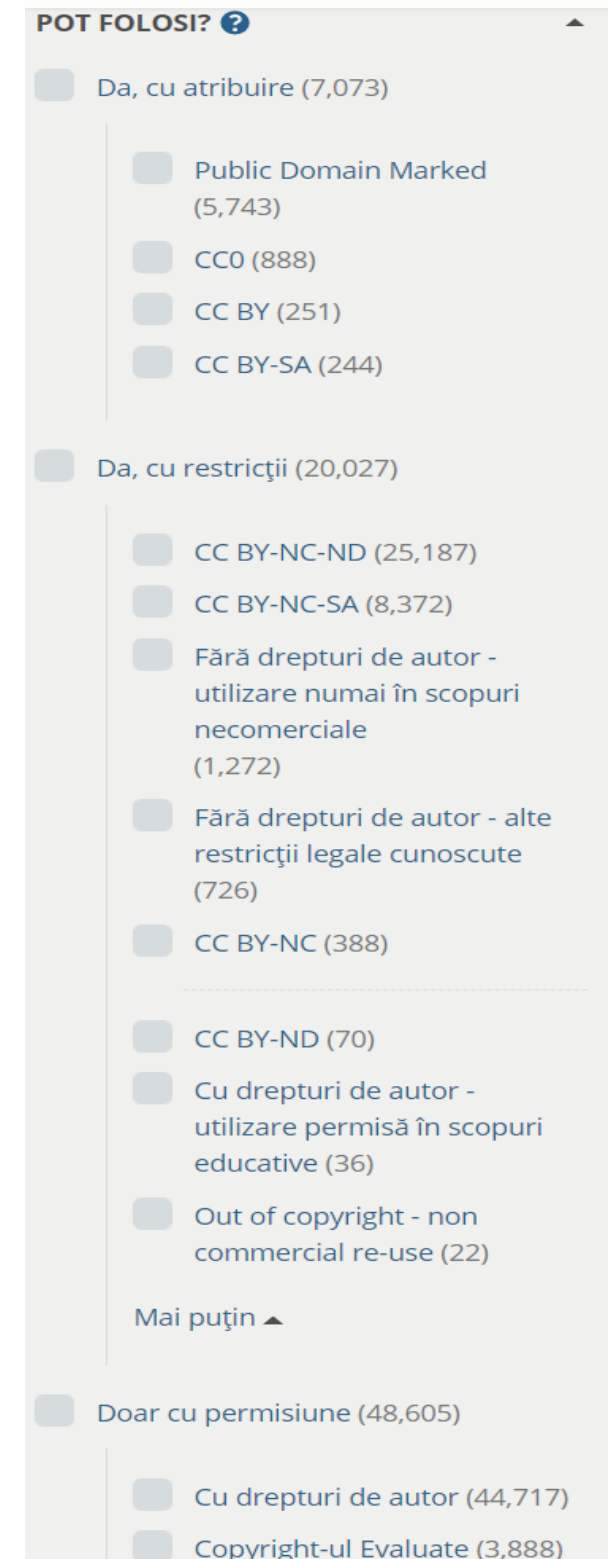 POT FOLOSI? ?
Da, cu atribuire (7,073)
Public Domain Marked
(5,743)
CC0 (888)
CC BY (251)
CC BY-SA (244)
Da, cu restricţii (20,027)
CC BY-NC-ND (25,187)
CC BY-NC-SA (8,372)
Fără drepturi de autor -
utilizare numai în scopuri
necomerciale
(1,272)
Fără drepturi de autor - alte
restricţii legale cunoscute
(726)
CC BY-NC (388)
CC BY-ND (70)
Cu drepturi de autor -
utilizare permisă în scopuri
educative (36)
Out of copyright - non
commercial re-use (22)
Mai puţin
Doar cu permisiune (48,605)
Cu drepturi de autor (44,717)
Copyright-ul Evaluate (3,888)